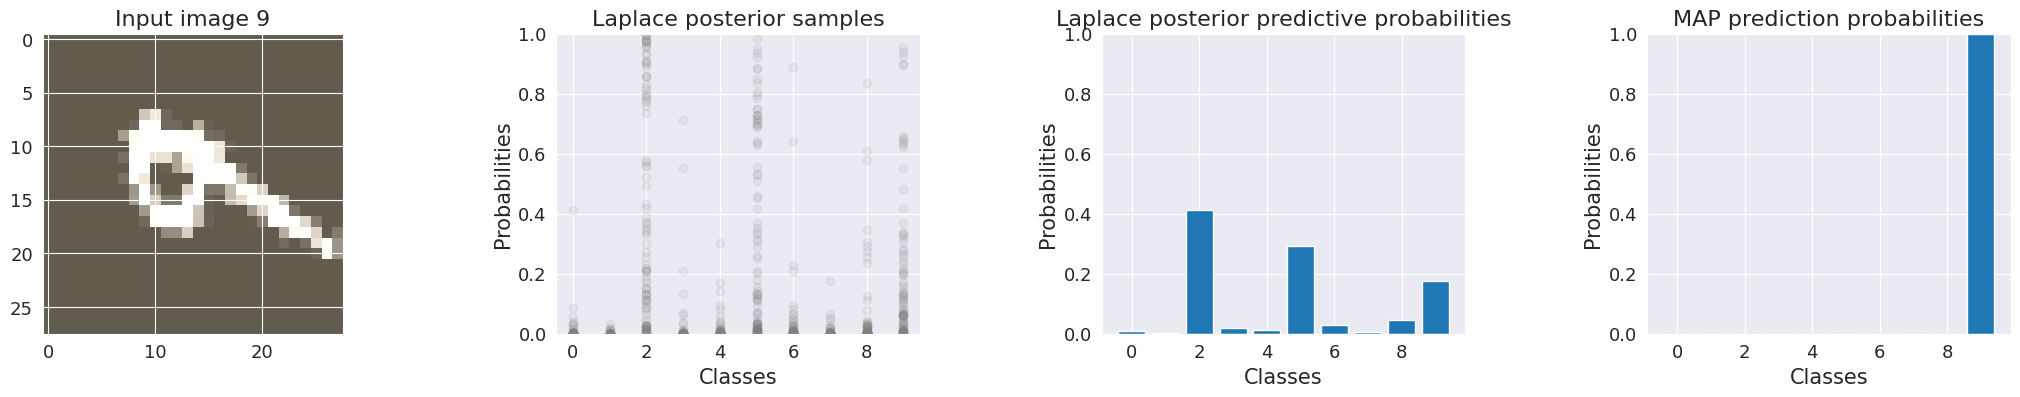 Input image 9
0
5
10
15
20
25
0 10 20
Laplace posterior samples
1.0
0.8
0.6
0.4
0.2
0.0
Probabilities
0 2 4 6 8
Classes
Laplace posterior predictive probabilities
1.0
0.8
0.6
0.4
0.2
0.0
Probabilities
0 2 4 6 8
Classes
MAP prediction probabilities
1.0
0.8
0.6
0.4
0.2
0.0
Probabilities
0 2 4 6 8
Classes